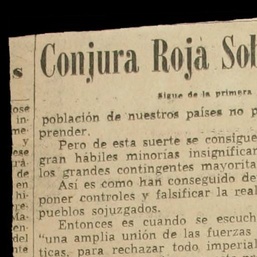 Conjura Roja Sob
Sigue de la primera
población de nuestros países no p
prender.
Pero de esta suerte se consigue
gran hábiles minorías insignificar
los grandes contingentes mayorita
Así es como han conseguido de
poner controles y falsificar la real
pueblos sojuzgados.
Entonces es cuando se escuch
"una amplia unión de las fuerzas
ticas, para rechazar todo imperial